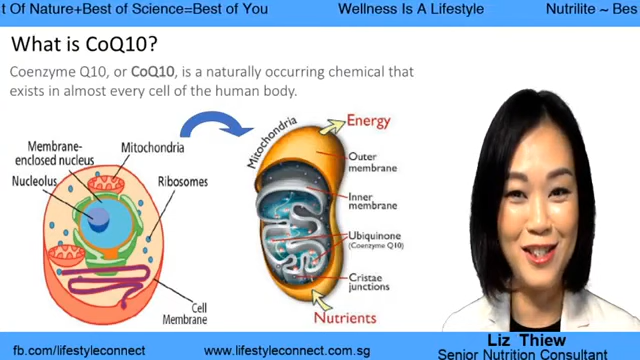 t Of Nature+Best of Science=Best of You
Wellness Is A Lifestyle
Nutrilite ~ Bes
What is CoQ10?
Coenzyme Q10, or CoQ10, is a naturally occurring chemical that
exists in almost every cell of the human body.
Membrane-
enclosed nucleus
Nucleolus
Mitochondria
Ribosomes
Cell
Membrane
Mitochondria
Energy
Outer
membrane
Inner
membrane
Ubiquinone
(Coenzyme Q10)
Cristae
junctions
Nutrients
Liz Thiew
Senior Nutrition Consultant
fb.com/lifestyleconnect
www.lifestyleconnect.com.sg